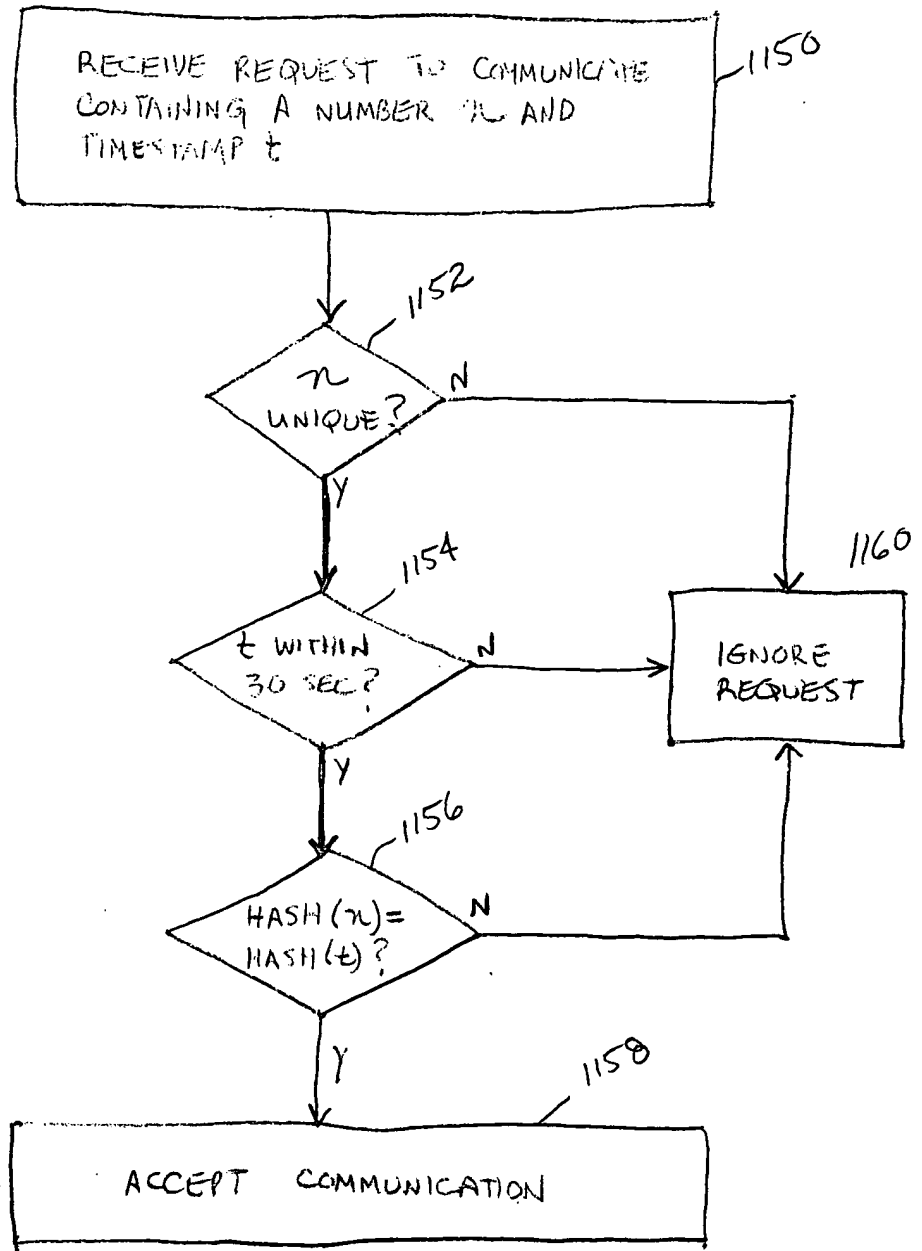 RECEIVE REQUEST TO COMMUNICATE
CONTAINING A NUMBER n AND
TIMESTAMP t
1150
1152
n
UNIQUE?
N
Y
1154
t WITHIN
30 SEC?
N
Y
1160
IGNORE
REQUEST
1156
HASH(n)=
HASH(t)?
N
Y
1158
ACCEPT COMMUNICATION